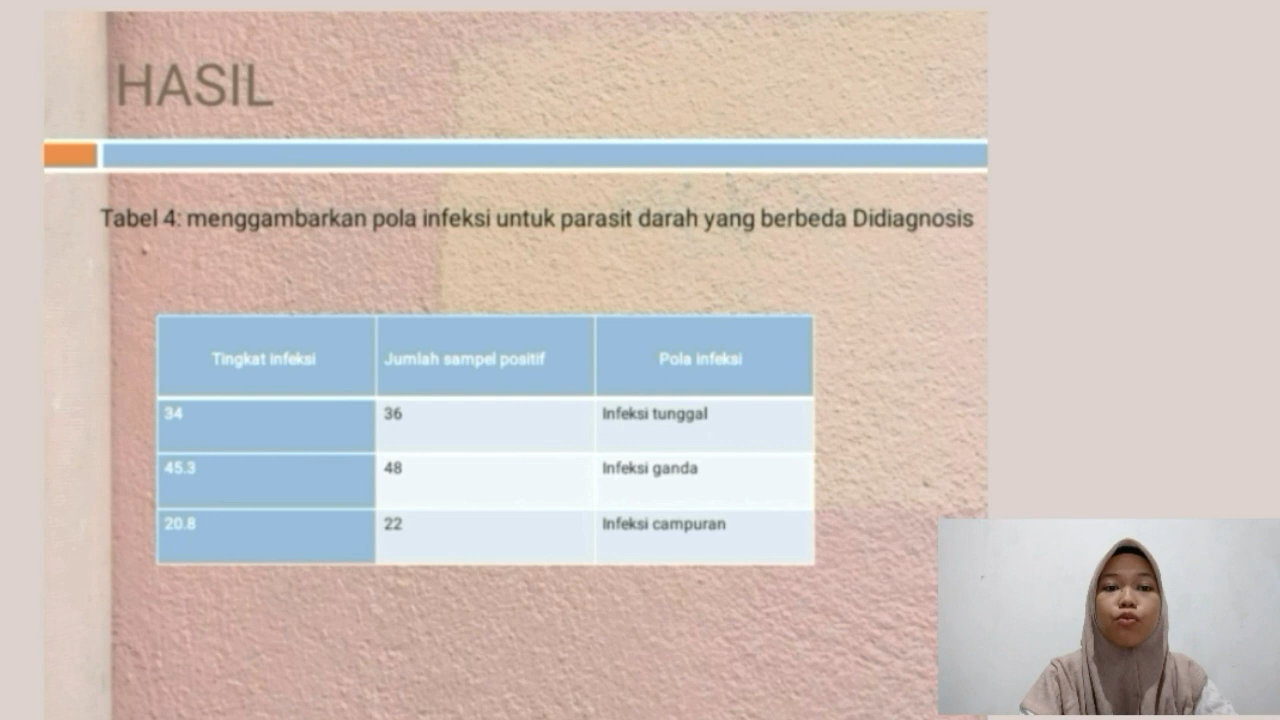 HASIL
Tabel 4: menggambarkan pola infeksi untuk parasit darah yang berbeda Didiagnosis
Tingkat infeksi Jumlah sampel positif Pola infeksi
34 36 Infeksi tunggal
45.3 48 Infeksi ganda
20.8 22 Infeksi campuran